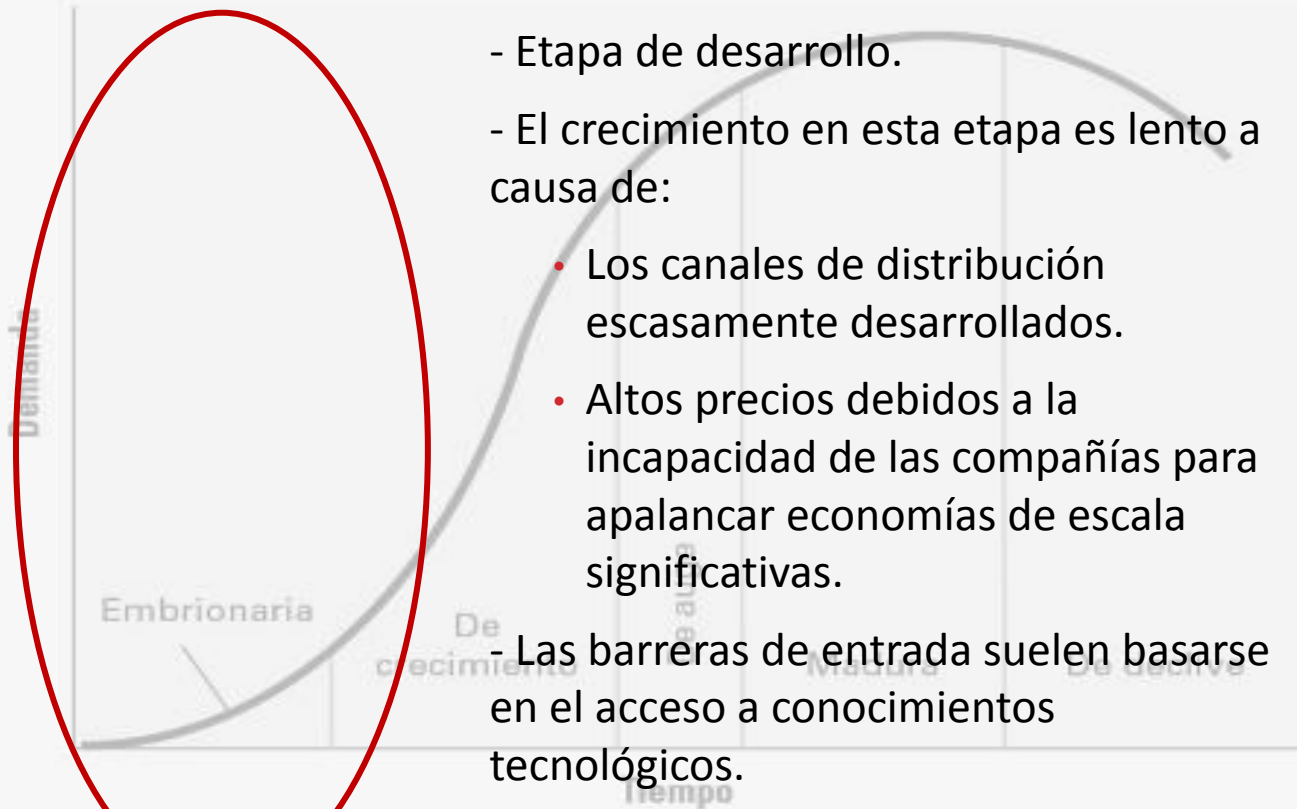 - Etapa de desarrollo.
- El crecimiento en esta etapa es lento a
causa de:
• Los canales de distribución
escasamente desarrollados.
• Altos precios debidos a la
incapacidad de las compañías para
apalancar economías de escala
significativas.
- Las barreras de entrada suelen basarse
en el acceso a conocimientos
tecnológicos.
Demanda
Embrionaria
De
crecimiento
De auge
Madura
De declive
Tiempo